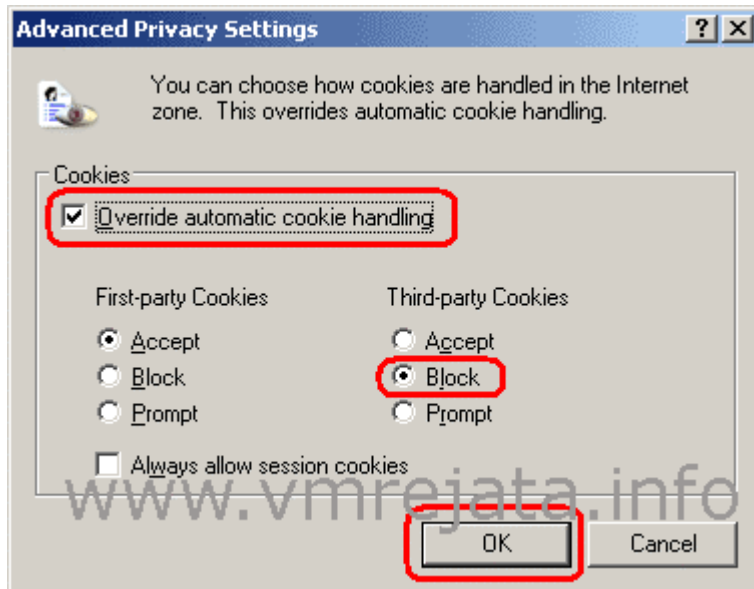 Advanced Privacy Settings
You can choose how cookies are handled in the Internet
zone. This overrides automatic cookie handling.
Cookies
Override automatic cookie handling
First-party Cookies
Third-party Cookies
Accept
Accept
Block
Block
Prompt
Prompt
Always allow session cookies
www.vmrejata.info
OK
Cancel